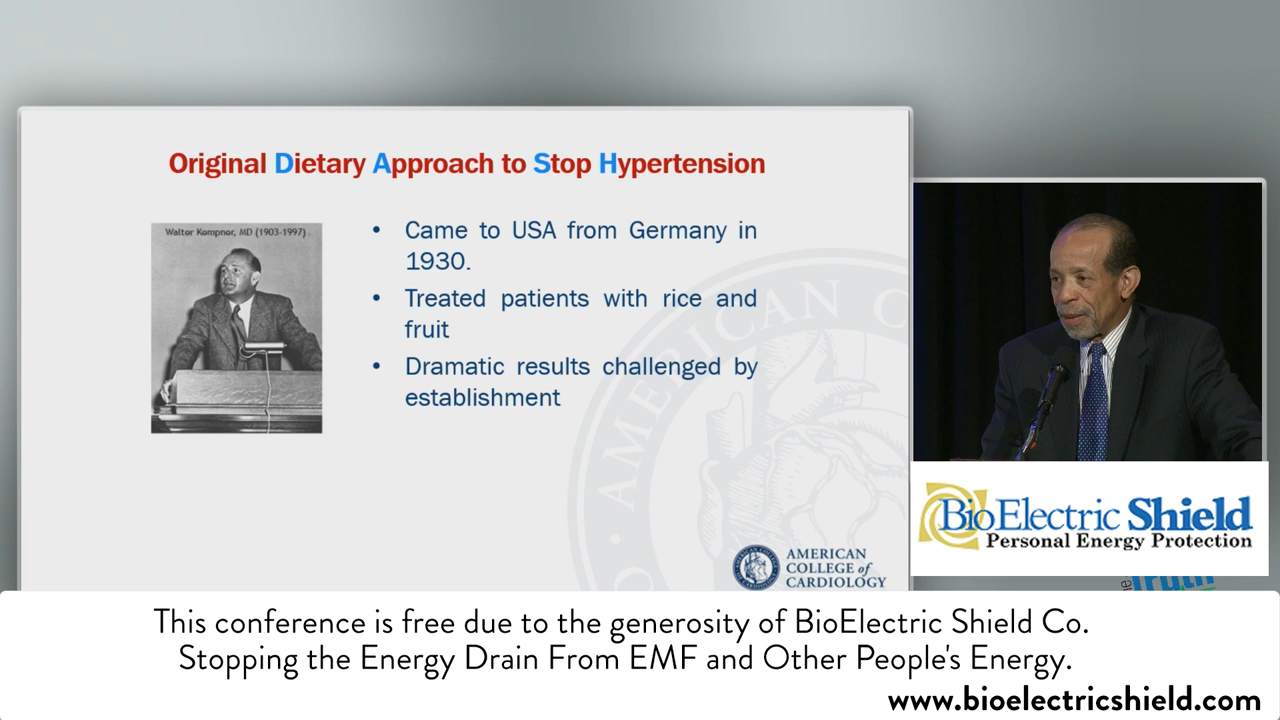 Original Dietary Approach to Stop Hypertension
Walter Kempner, MD (1903-1997)
• Came to USA from Germany in
1930.
• Treated patients with rice and
fruit
• Dramatic results challenged by
establishment
AMERICAN C
AMERICAN
COLLEGE of
CARDIOLOGY
BioElectric Shield
Personal Energy Protection
Truth
This conference is free due to the generosity of BioElectric Shield Co.
Stopping the Energy Drain From EMF and Other People's Energy.
www.bioelectricshield.com